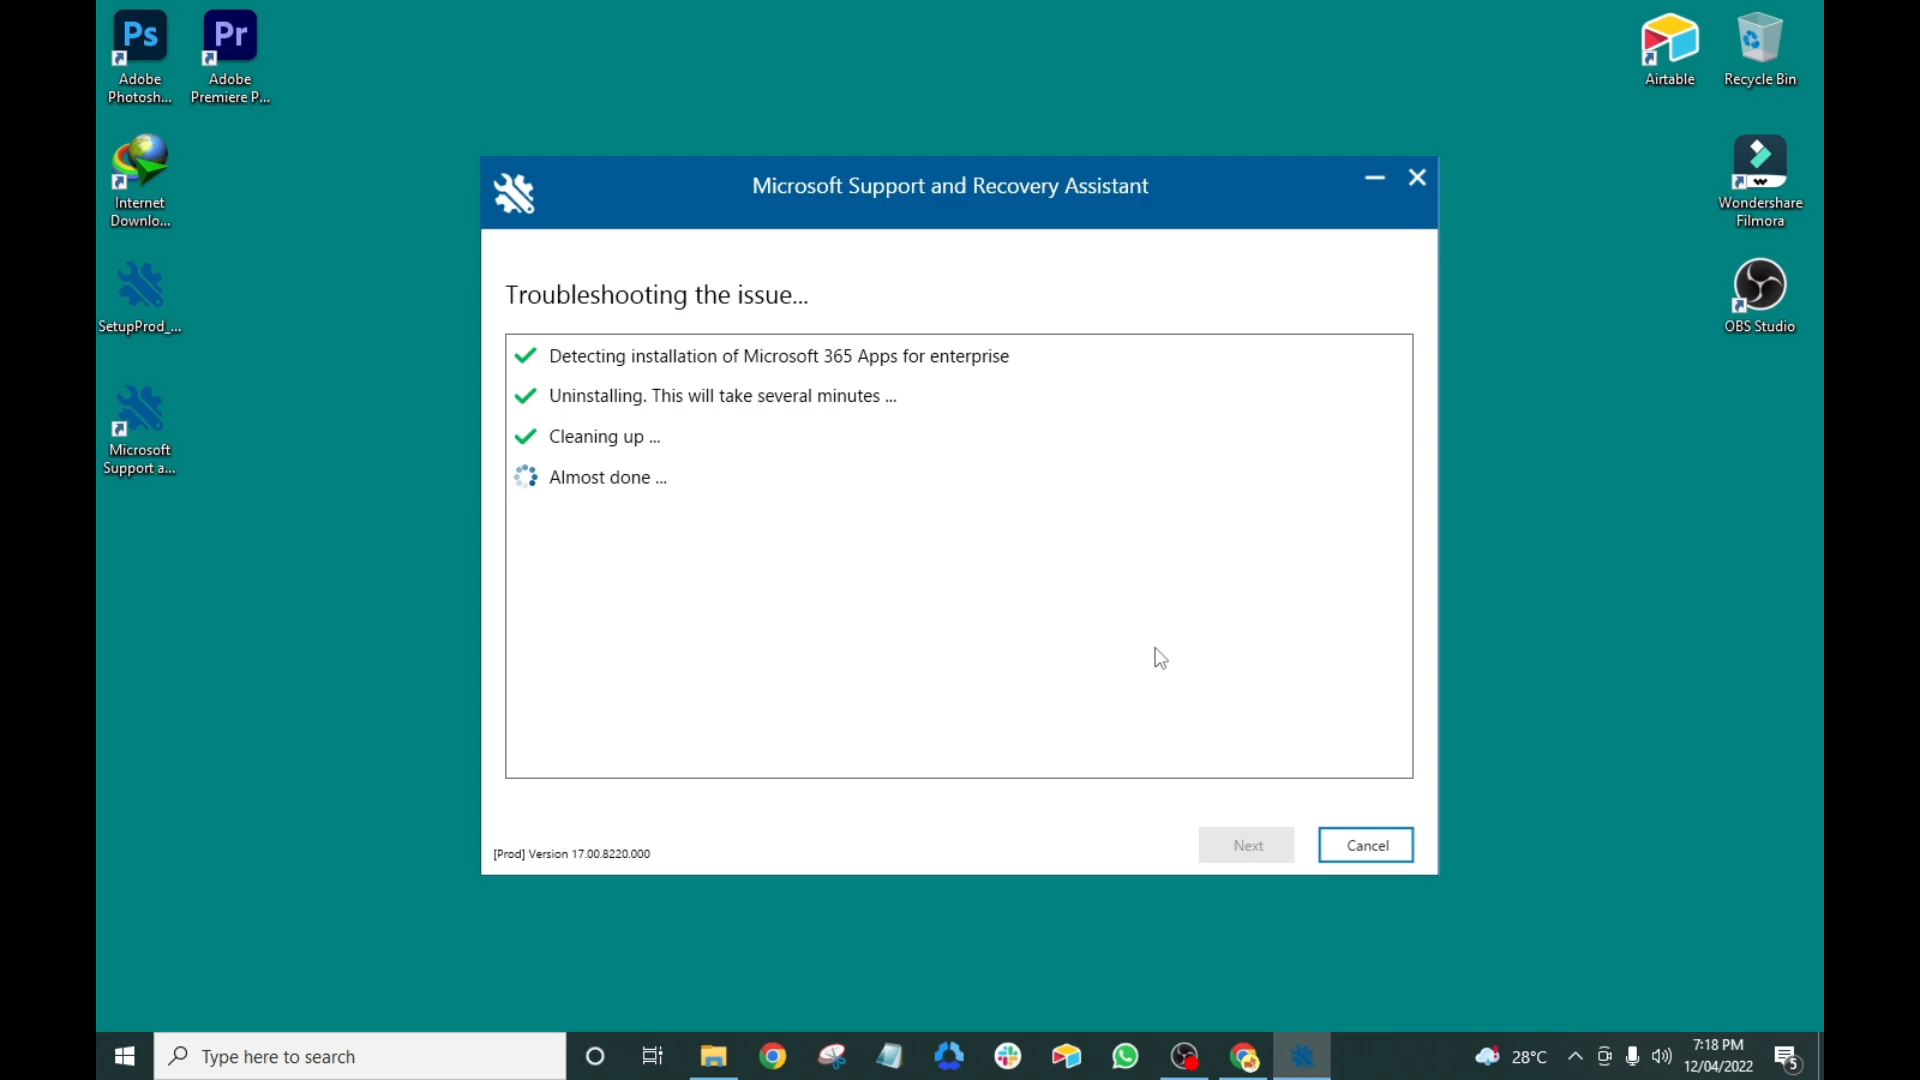 Ps
Pr
Adobe
Photosh...
Adobe
Premiere P...
Airtable
Recycle Bin
Internet
Downlo...
Wondershare
Filmora
SetupProd_...
OBS Studio
Microsoft
Support a...
Microsoft Support and Recovery Assistant
Troubleshooting the issue...
Detecting installation of Microsoft 365 Apps for enterprise
Uninstalling. This will take several minutes ...
Cleaning up ...
Almost done ...
[Prod] Version 17.00.8220.000
Next
Cancel
Type here to search
28°C
7:18 PM
12/04/2022
5